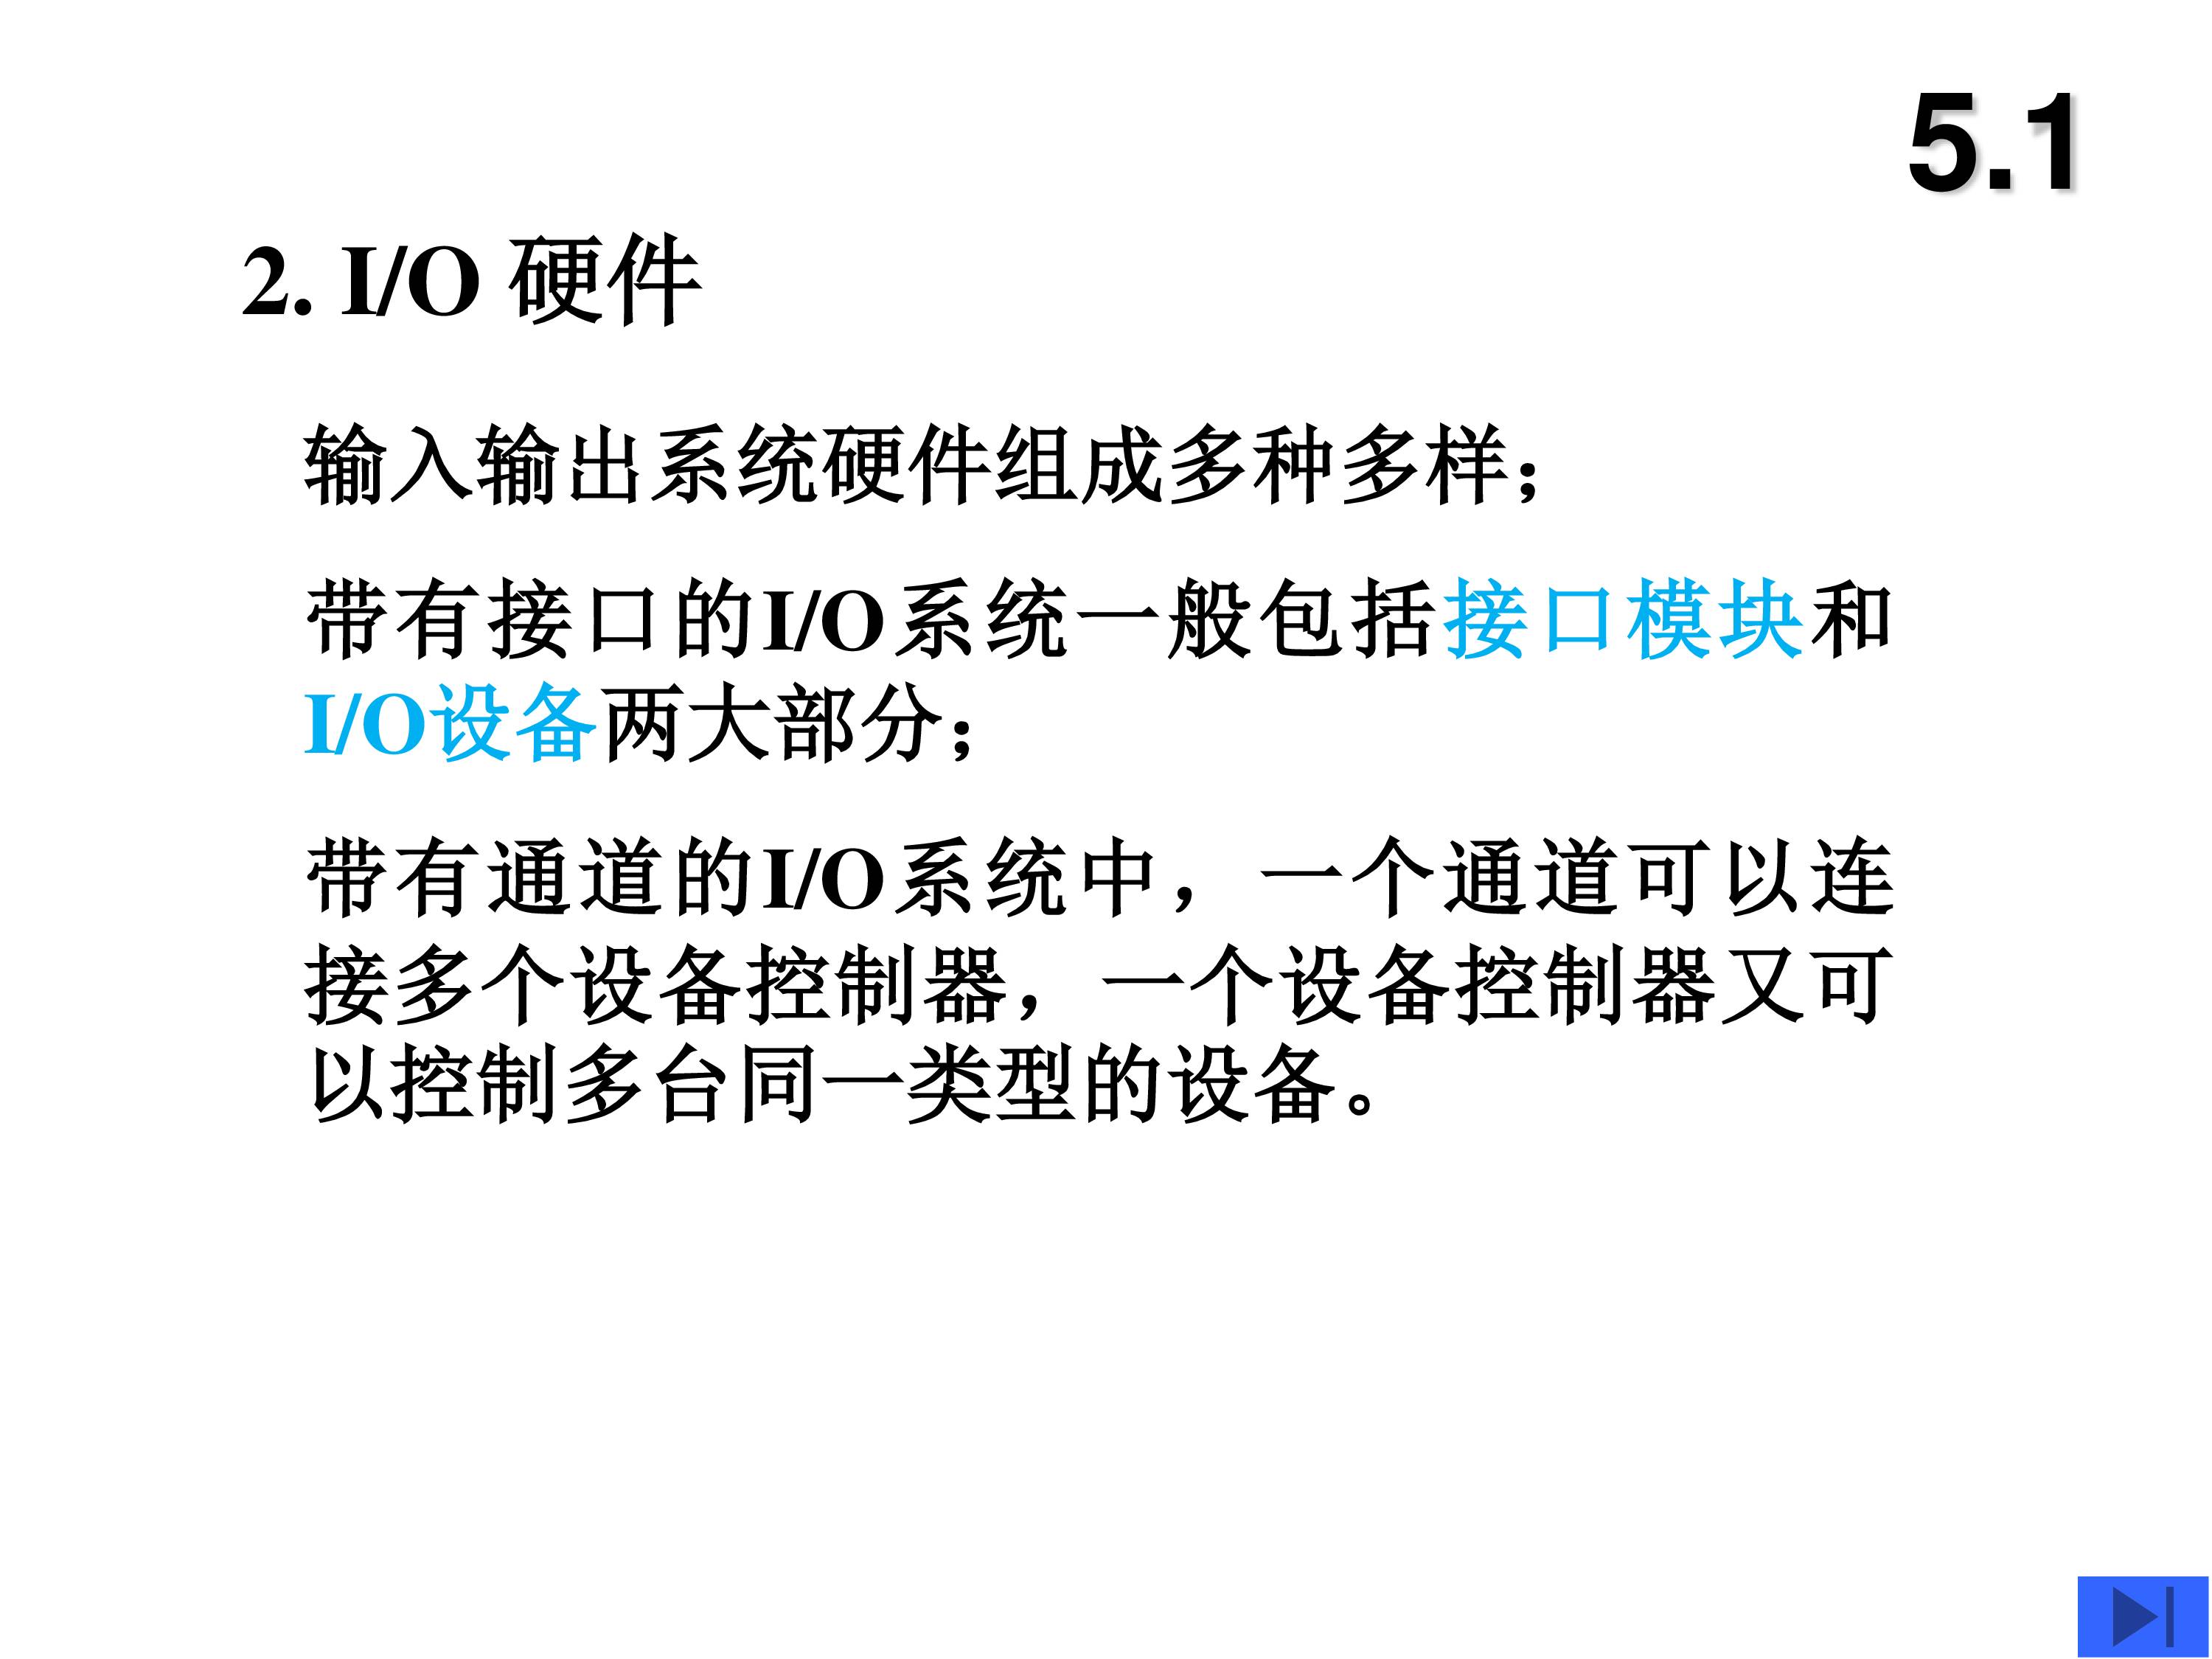 5.1
2. I/O 硬件
输入输出系统硬件组成多种多样；
带有接口的I/O系统一般包括接口模块和
I/O设备两大部分；
带有通道的I/O系统中，一个通道可以连
接多个设备控制器，一个设备控制器又可
以控制多台同一类型的设备。